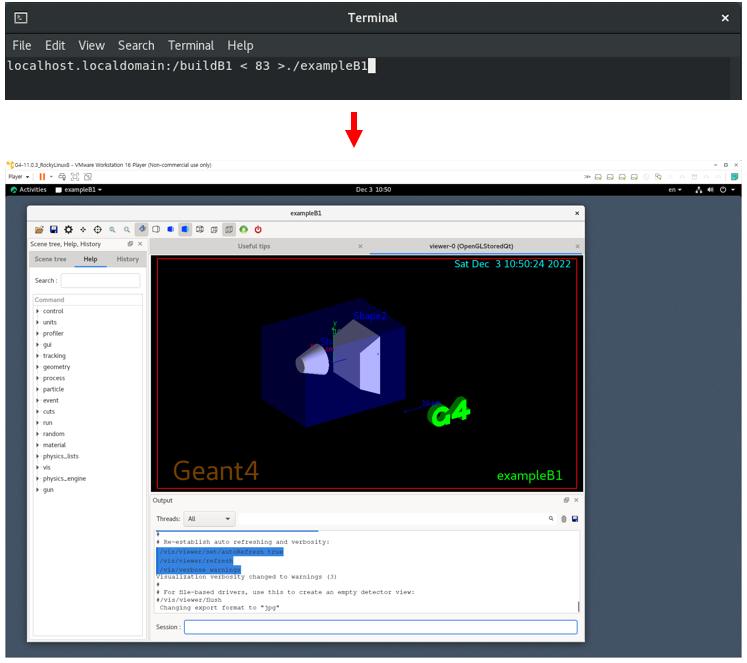 Terminal
File Edit View Search Terminal Help
localhost.localdomain:/buildB1 < 83 >./exampleB1
G4-11.0.3_RockyLinux8 - VMware Workstation 16 Player (Non-commercial use only)
Player
Activities exampleB1 Dec 3 10:50 en
exampleB1
Scene tree, Help, History
Useful tips
viewer-0 (OpenGLStoredQt)
Scene tree Help History
Search :
Command
control
units
profiler
gui
tracking
geometry
process
particle
event
cuts
run
random
material
physics_lists
vis
physics_engine
gun
Sat Dec 3 10:50:24 2022
Shape2
y
G4
Geant4
exampleB1
Output
Threads: All
#
# Re-establish auto refreshing and verbosity:
/vis/viewer/set/autoRefresh true
/vis/viewer/refresh
/vis/verbose warnings
Visualization verbosity changed to warnings (3)
#
# For file-based drivers, use this to create an empty detector view:
#/vis/viewer/flush
Changing export format to "jpg"
Session :